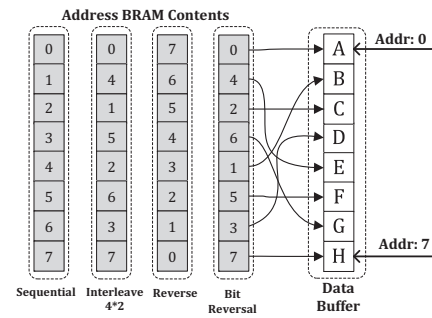 Address BRAM Contents
0 0 7 0 A Addr: 0
1 4 6 4 B
2 1 5 2 C
3 5 4 6 D
4 2 3 1 E
5 6 2 5 F
6 3 1 3 G
7 7 0 7 H Addr: 7
Sequential Interleave Reverse Bit Data
4*2 Reversal Buffer